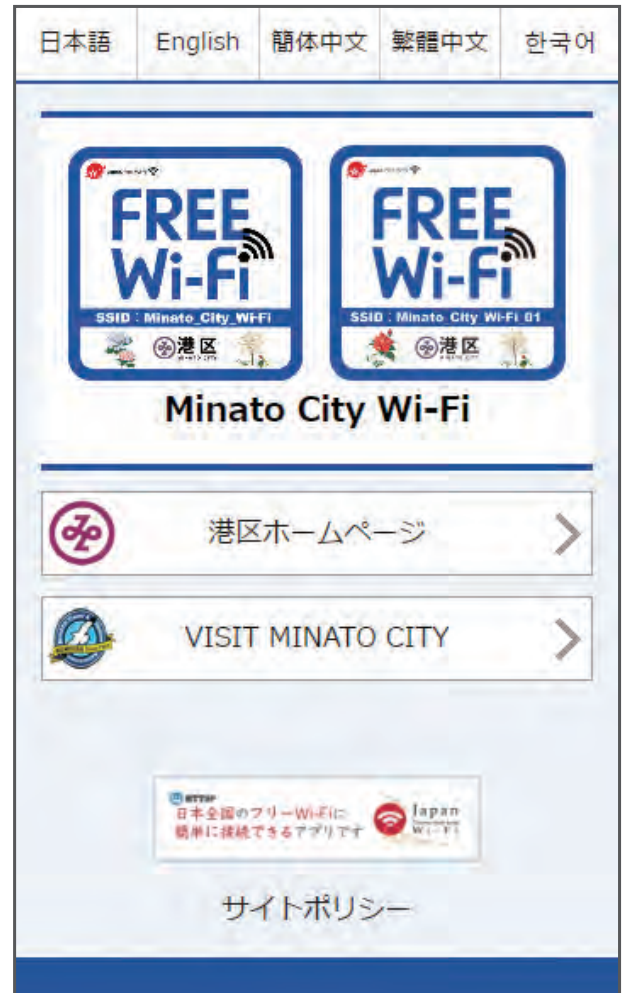 日本語 English 簡体中文 繁體中文 한국어
FREE Wi-Fi
SSID：Minato_City_Wi-Fi
港区
FREE Wi-Fi
SSID：Minato_City_Wi-Fi_01
港区
Minato City Wi-Fi
港区ホームページ
VISIT MINATO CITY
日本全国のフリーWi-Fiに
簡単に接続できるアプリです
Japan
Wi-Fi
サイトポリシー